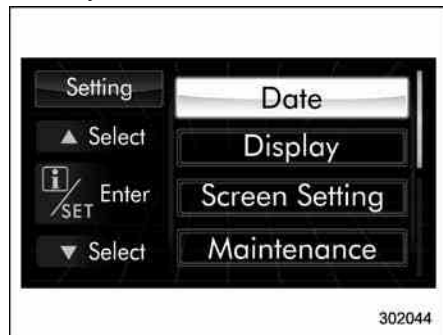 Setting
▲ Select
i/SET Enter
▼ Select
Date
Display
Screen Setting
Maintenance
302044